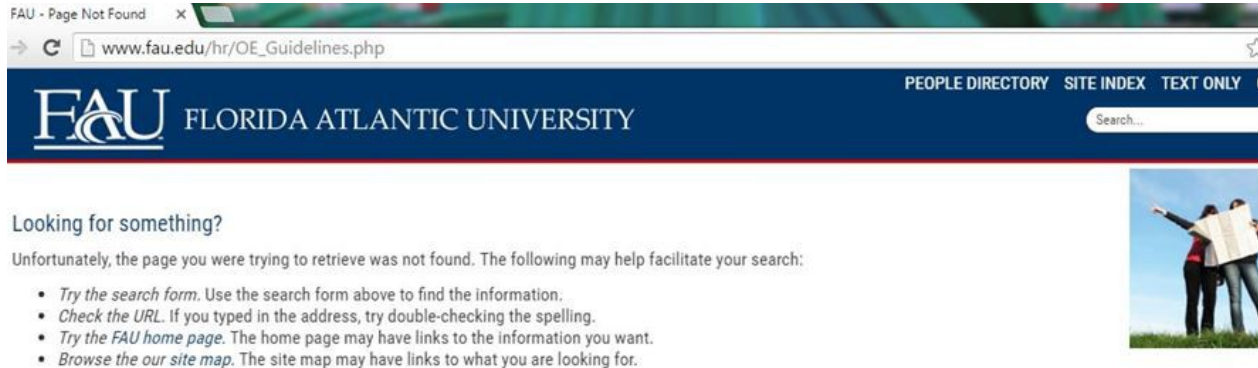 FAU - Page Not Found
www.fau.edu/hr/OE_Guidelines.php
PEOPLE DIRECTORY SITE INDEX TEXT ONLY
FAU FLORIDA ATLANTIC UNIVERSITY
Search...
Looking for something?
Unfortunately, the page you were trying to retrieve was not found. The following may help facilitate your search:
• Try the search form. Use the search form above to find the information.
• Check the URL. If you typed in the address, try double-checking the spelling.
• Try the FAU home page. The home page may have links to the information you want.
• Browse the our site map. The site map may have links to what you are looking for.